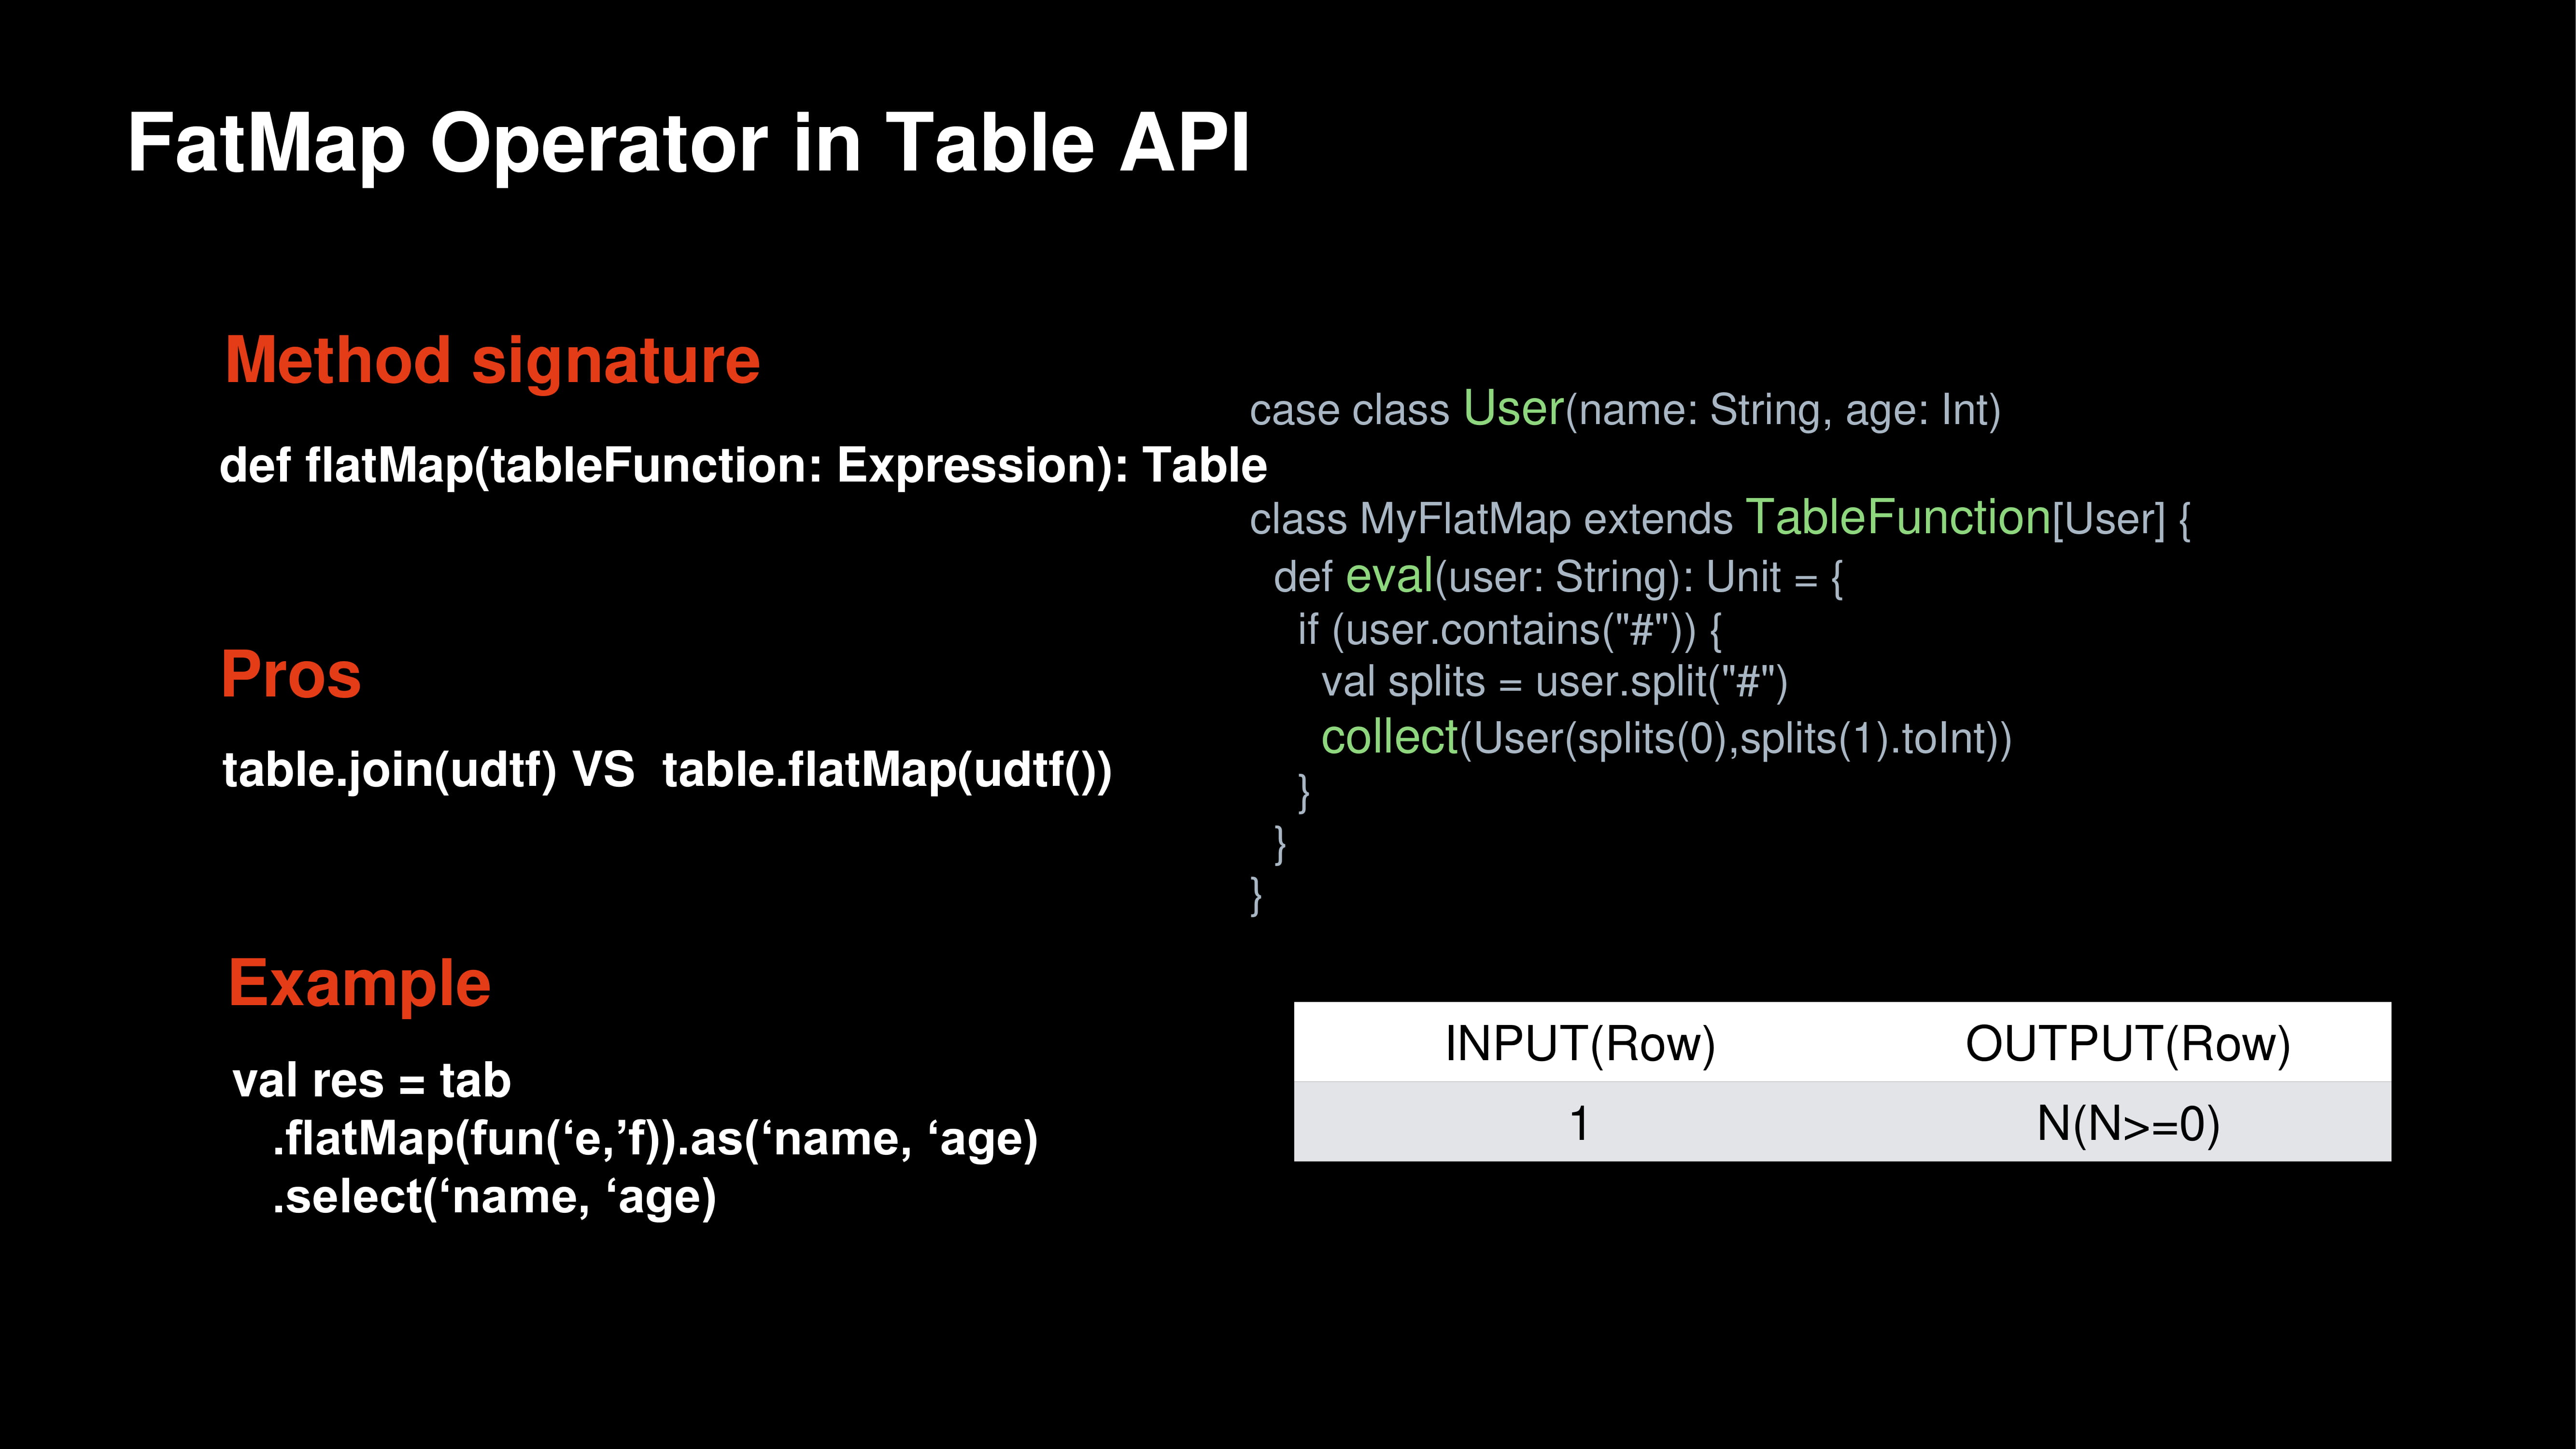 FatMap Operator in Table API
Method signature
def flatMap(tableFunction: Expression): Table
Pros
table.join(udtf) VS  table.flatMap(udtf())
Example
val res = tab
.flatMap(fun(‘e,’f)).as(‘name, ‘age)
.select(‘name, ‘age)
case class User(name: String, age: Int)
class MyFlatMap extends TableFunction[User] {
def eval(user: String): Unit = {
if (user.contains("#")) {
val splits = user.split("#")
collect(User(splits(0),splits(1).toInt))
}
}
}
INPUT(Row) OUTPUT(Row)
1 N(N>=0)